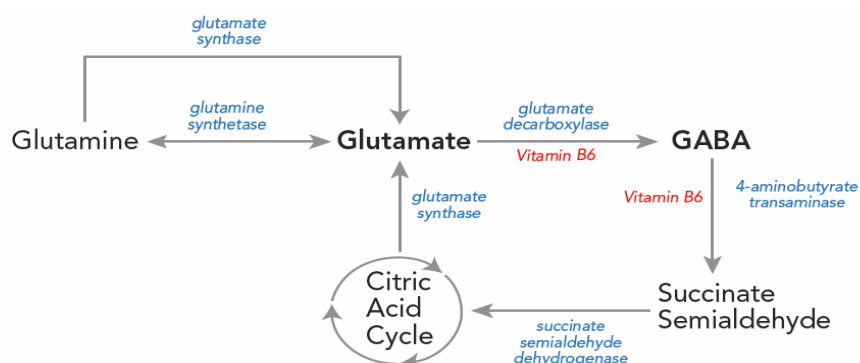 glutamate
synthase
Glutamine
glutamine
synthetase
Glutamate
glutamate
decarboxylase
Vitamin B6
GABA
glutamate
synthase
Vitamin B6
4-aminobutyrate
transaminase
Citric
Acid
Cycle
succinate
semialdehyde
dehydrogenase
Succinate
Semialdehyde